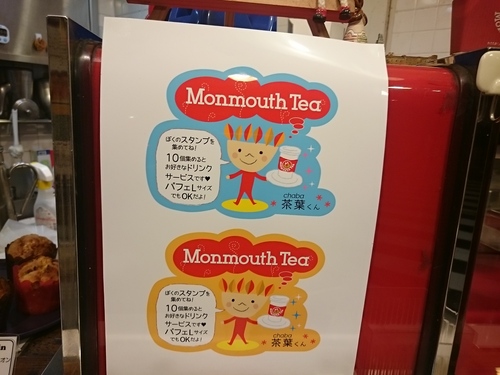 Monmouth Tea
ぼくのスタンプを
集めてね!
10個集めると
お好きなドリンク
サービスです♥
パフェLサイズ
でもOKだよ!
chaba
茶葉くん
Monmouth Tea
ぼくのスタンプを
集めてね!
10個集めると
お好きなドリンク
サービスです♥
パフェLサイズ
でもOKだよ!
chaba
茶葉くん